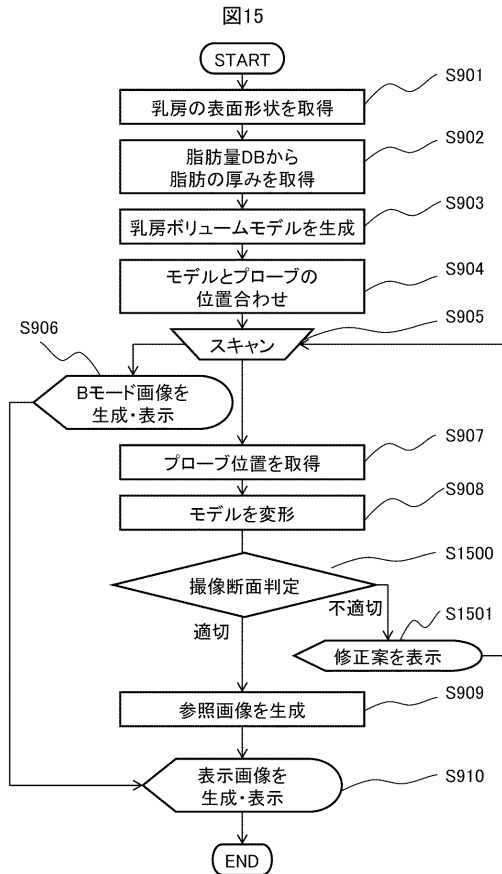 図15
START
S901
乳房の表面形状を取得
S902
脂肪量DBから
脂肪の厚みを取得
S903
乳房ボリュームモデルを生成
S904
モデルとプローブの
位置合わせ
S905
スキャン
S906
Bモード画像を
生成・表示
S907
プローブ位置を取得
S908
モデルを変形
S1500
撮像断面判定
不適切
適切
S1501
修正案を表示
S909
参照画像を生成
S910
表示画像を
生成・表示
END